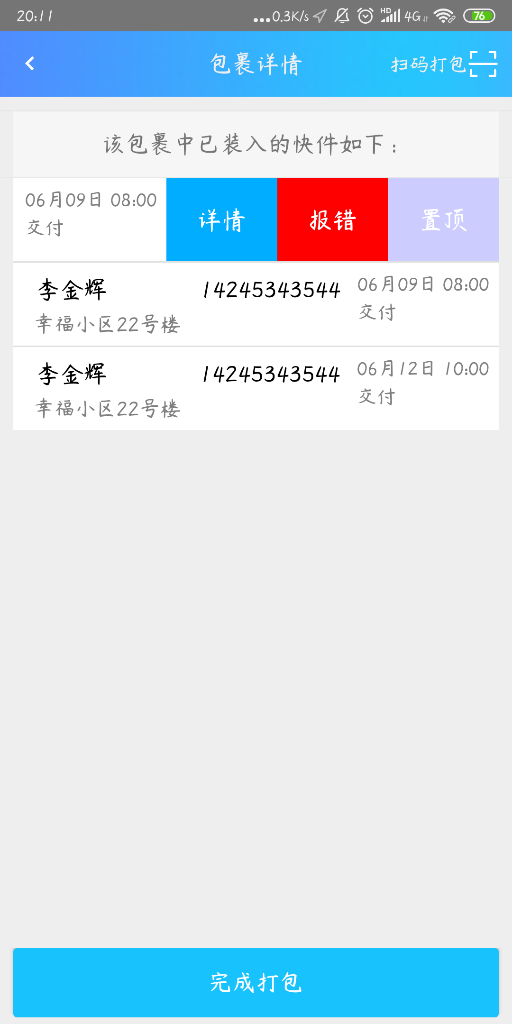 20:11
...0.3K/s
HD
4G
76
包裹详情
扫码打包
该包裹中已装入的快件如下：
06月09日 08:00
交付
详情
报错
置顶
李金辉
14245343544
06月09日 08:00
幸福小区22号楼
交付
李金辉
14245343544
06月12日 10:00
幸福小区22号楼
交付
完成打包